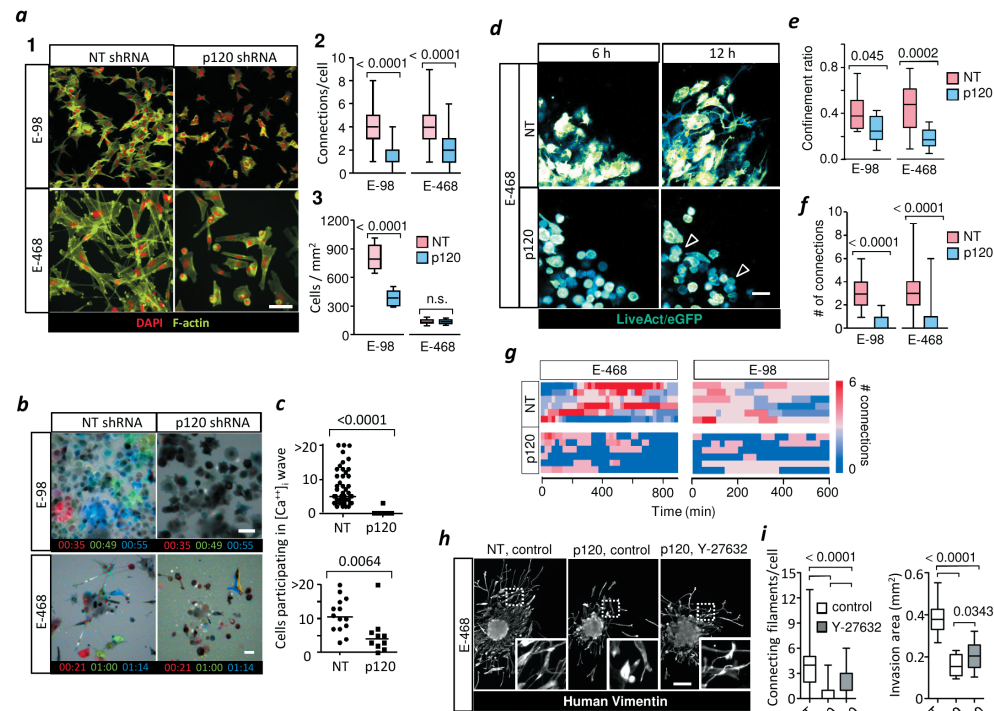 a
1
NT shRNA
p120 shRNA
E-98
E-468
DAPI F-actin
2
Connections/cell
10
8
6
4
2
0
< 0.0001
< 0.0001
E-98
E-468
3
Cells / mm²
1200
900
600
300
0
< 0.0001
n.s.
NT
p120
E-98
E-468
b
NT shRNA
p120 shRNA
E-98
00:35 00:49 00:55
00:35 00:49 00:55
E-468
00:21 01:00 01:14
00:21 01:00 01:14
c
Cells participating in [Ca⁺⁺]i wave
<0.0001
>20
10
0
NT p120
0.0064
>20
10
0
NT p120
d
6 h
12 h
E-468
NT
p120
LiveAct/eGFP
e
Confinement ratio
0.8
0.4
0.0
0.045
0.0002
NT
p120
E-98
E-468
f
# of connections
10
8
6
4
2
0
< 0.0001
< 0.0001
NT
p120
E-98
E-468
g
E-468
E-98
NT
p120
6
# connections
0
0 400 800
0 200 400 600
Time (min)
h
NT, control
p120, control
p120, Y-27632
E-468
Human Vimentin
i
Connecting filaments/cell
15
12
9
6
3
0
< 0.0001
control
Y-27632
Invasion area (mm²)
0.6
0.4
0.2
0
<0.0001
0.0343